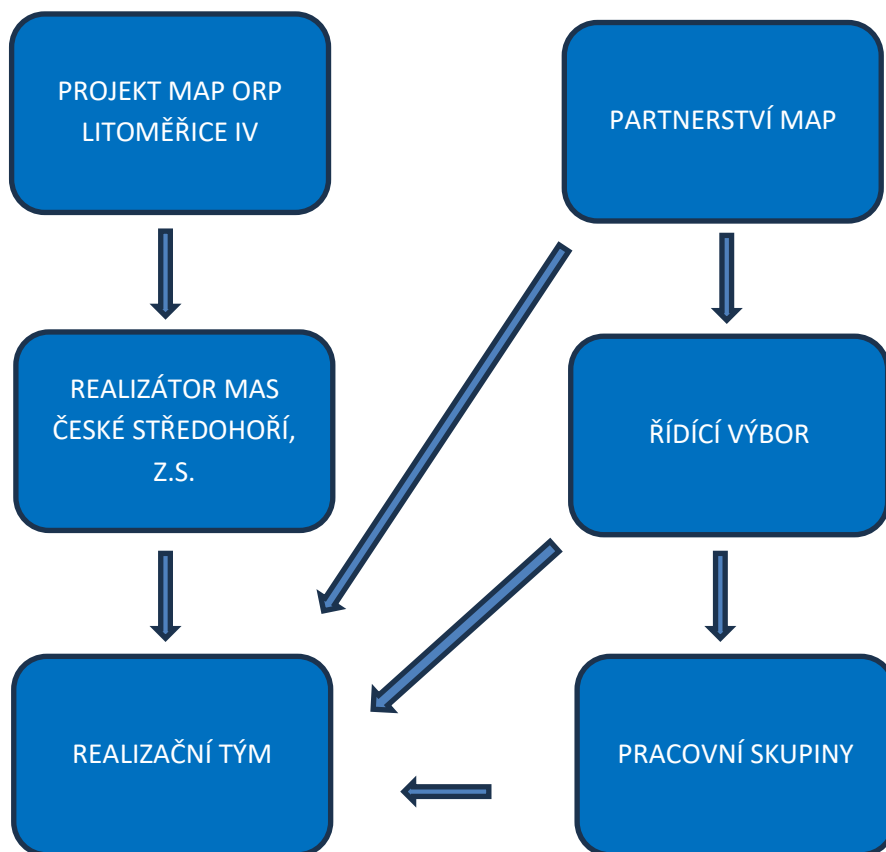 PROJEKT MAP ORP
LITOMĚŘICE IV
PARTNERSTVÍ MAP
REALIZÁTOR MAS
ČESKÉ STŘEDOHOŘÍ,
Z.S.
ŘÍDÍCÍ VÝBOR
REALIZAČNÍ TÝM
PRACOVNÍ SKUPINY